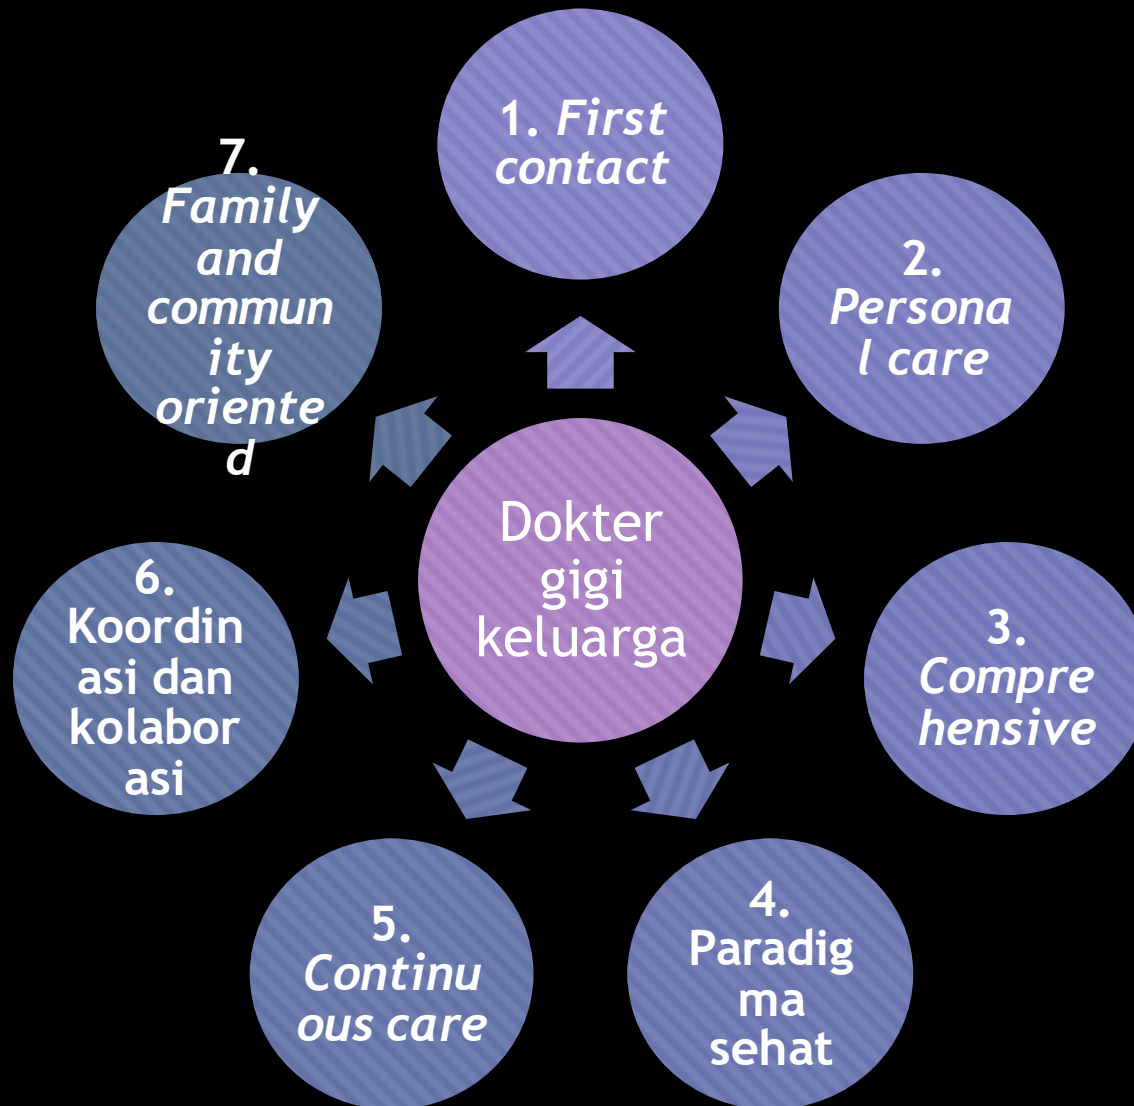 1. First
contact
2.
Persona
l care
3.
Compre
hensive
4.
Paradig
ma
sehat
5.
Continu
ous care
6.
Koordin
asi dan
kolabor
asi
7.
Family
and
commun
ity
oriente
d
Dokter
gigi
keluarga